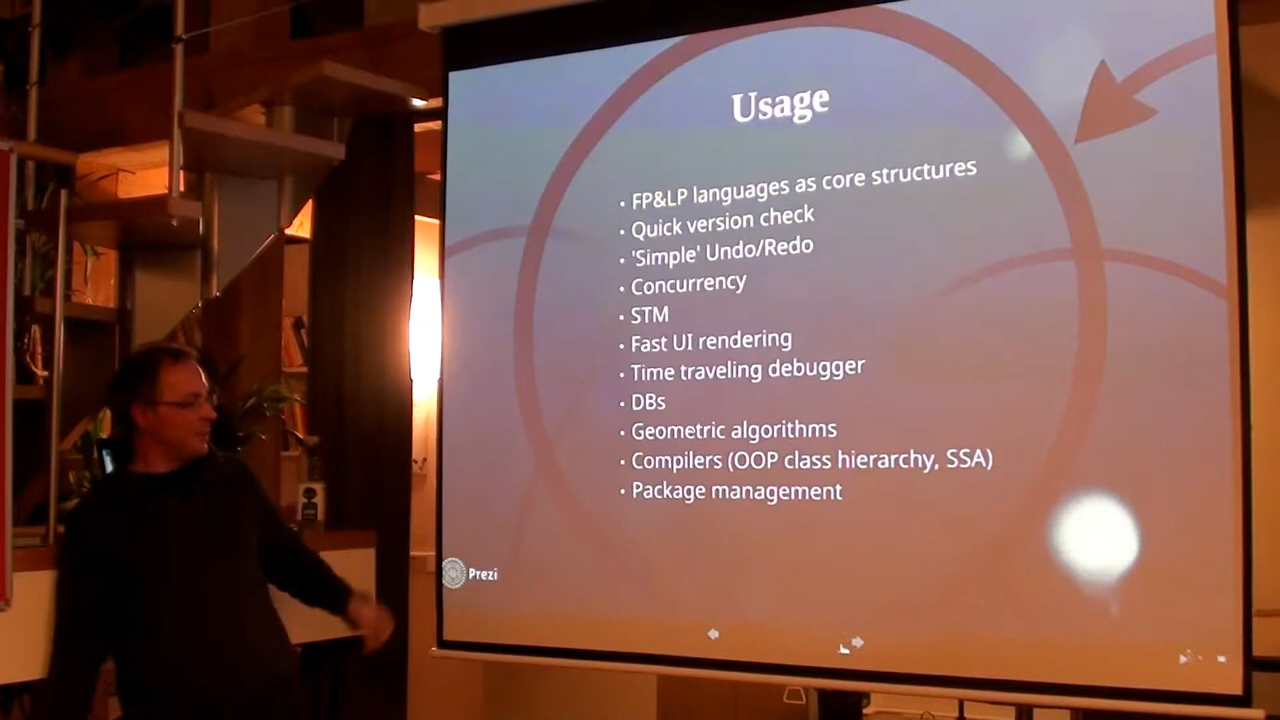 Usage
• FP&LP languages as core structures
• Quick version check
• 'Simple' Undo/Redo
• Concurrency
• STM
• Fast UI rendering
• Time traveling debugger
• DBs
• Geometric algorithms
• Compilers (OOP class hierarchy, SSA)
• Package management
Prezi